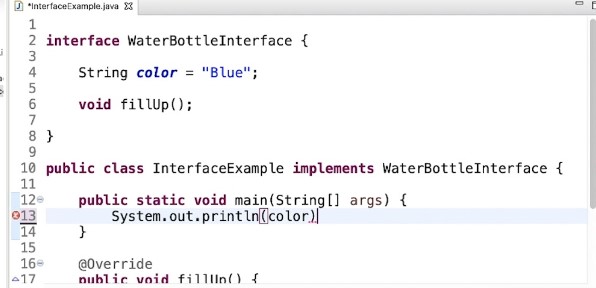 *InterfaceExample.java
1
2 interface WaterBottleInterface {
3
4 String color = "Blue";
5
6 void fillUp();
7
8 }
9
10 public class InterfaceExample implements WaterBottleInterface {
11
12 public static void main(String[] args) {
13 System.out.println(color)
14 }
15
16 @Override
17 public void fillUp() {